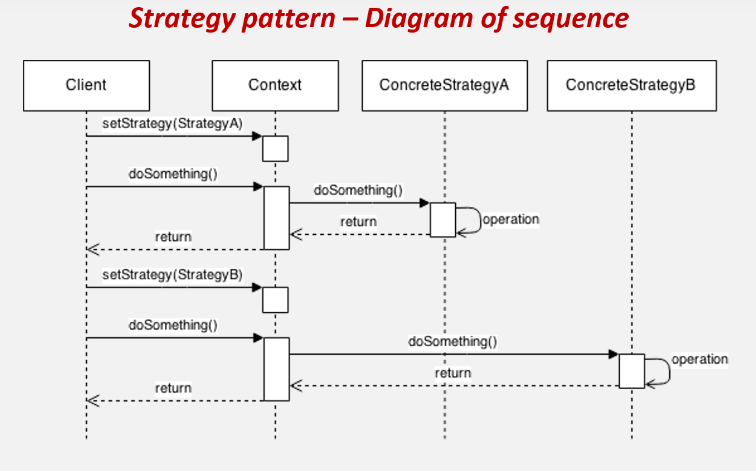 Strategy pattern – Diagram of sequence
Client
Context
ConcreteStrategyA
ConcreteStrategyB
setStrategy(StrategyA)
doSomething()
doSomething()
operation
return
return
setStrategy(StrategyB)
doSomething()
doSomething()
operation
return
return